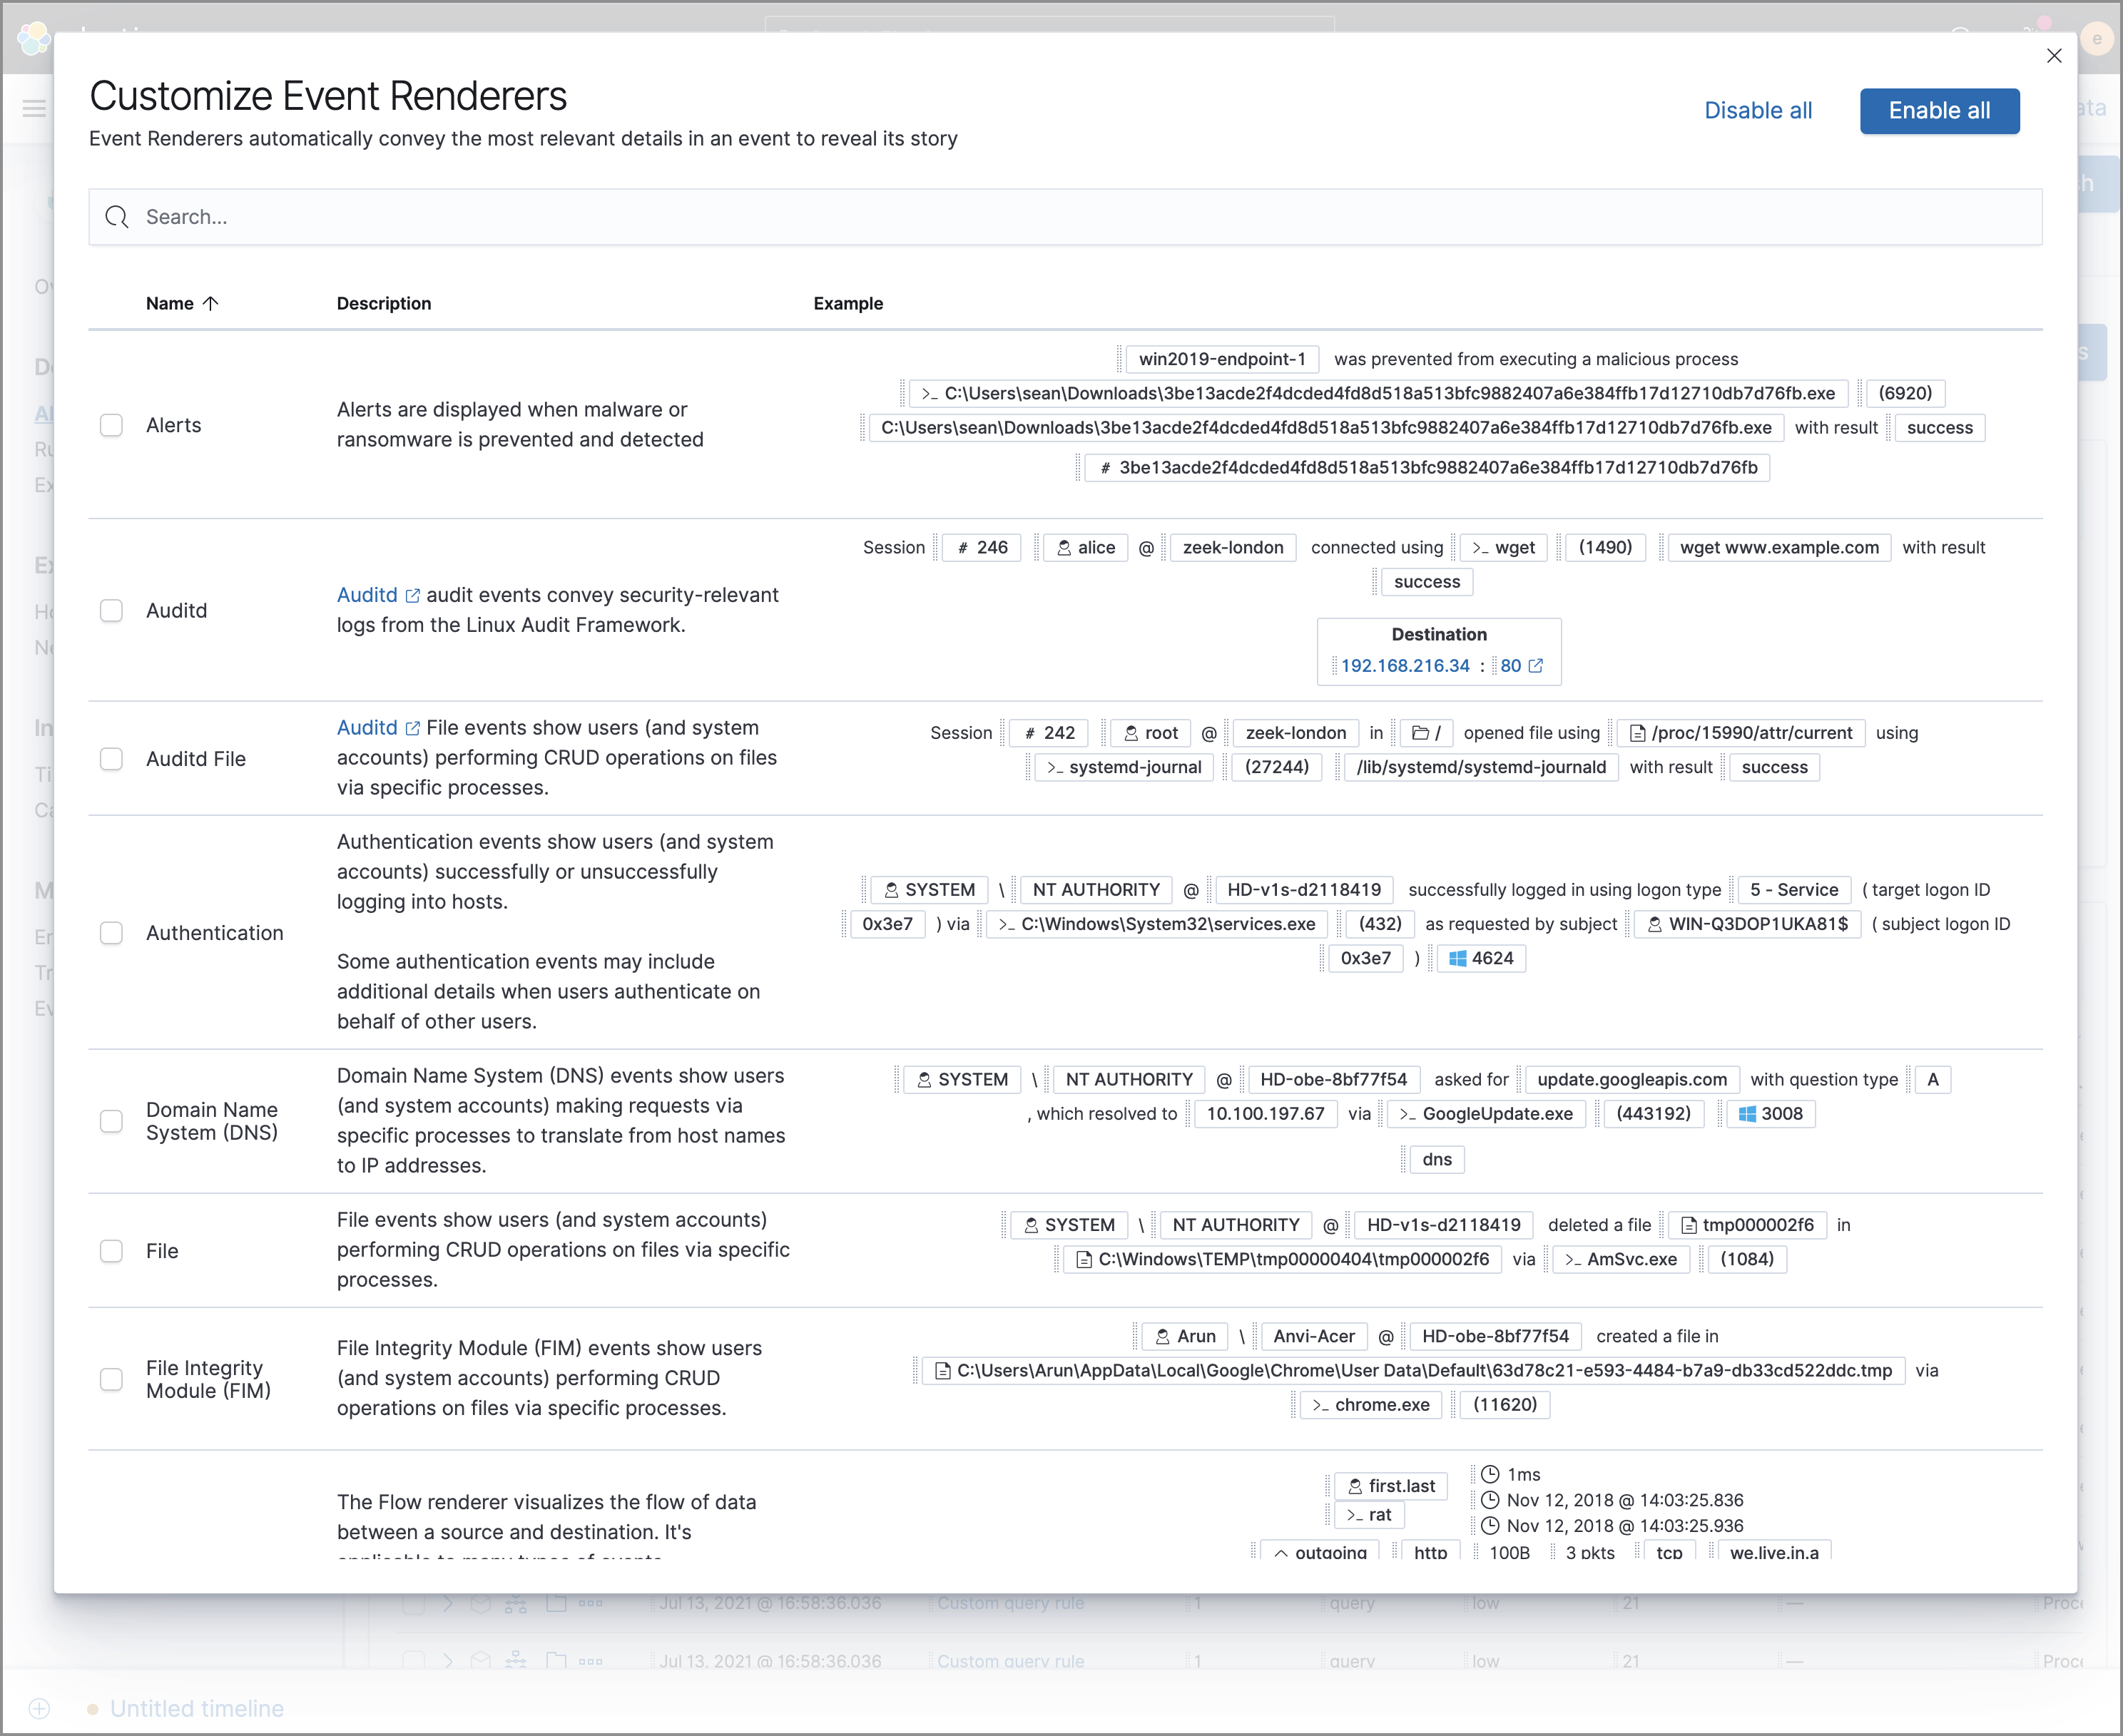 Customize Event Renderers
Event Renderers automatically convey the most relevant details in an event to reveal its story
Disable all
Enable all
e
Search...
Name
Description
Example
Alerts
Alerts are displayed when malware or
ransomware is prevented and detected
win2019-endpoint-1 was prevented from executing a malicious process
>_ C:\Users\sean\Downloads\3be13acde2f4dcded4fd8d518a513bfc9882407a6e384ffb17d12710db7d76fb.exe (6920)
C:\Users\sean\Downloads\3be13acde2f4dcded4fd8d518a513bfc9882407a6e384ffb17d12710db7d76fb.exe with result success
# 3be13acde2f4dcded4fd8d518a513bfc9882407a6e384ffb17d12710db7d76fb
Auditd
Auditd audit events convey security-relevant
logs from the Linux Audit Framework.
Session # 246 alice @ zeek-london connected using >_ wget (1490) wget www.example.com with result
success
Destination
192.168.216.34 : 80
Auditd File
Auditd File events show users (and system
accounts) performing CRUD operations on files
via specific processes.
Session # 242 root @ zeek-london in / opened file using /proc/15990/attr/current using
>_ systemd-journal (27244) /lib/systemd/systemd-journald with result success
Authentication
Authentication events show users (and system
accounts) successfully or unsuccessfully
logging into hosts.
Some authentication events may include
additional details when users authenticate on
behalf of other users.
SYSTEM \ NT AUTHORITY @ HD-v1s-d2118419 successfully logged in using logon type 5 - Service ( target logon ID
0x3e7 ) via >_ C:\Windows\System32\services.exe (432) as requested by subject WIN-Q3DOP1UKA81$ ( subject logon ID
0x3e7 ) 4624
Domain Name
System (DNS)
Domain Name System (DNS) events show users
(and system accounts) making requests via
specific processes to translate from host names
to IP addresses.
SYSTEM \ NT AUTHORITY @ HD-obe-8bf77f54 asked for update.googleapis.com with question type A
, which resolved to 10.100.197.67 via >_ GoogleUpdate.exe (443192) 3008
dns
File
File events show users (and system accounts)
performing CRUD operations on files via specific
processes.
SYSTEM \ NT AUTHORITY @ HD-v1s-d2118419 deleted a file tmp000002f6 in
C:\Windows\TEMP\tmp00000404\tmp000002f6 via >_ AmSvc.exe (1084)
File Integrity
Module (FIM)
File Integrity Module (FIM) events show users
(and system accounts) performing CRUD
operations on files via specific processes.
Arun \ Anvi-Acer @ HD-obe-8bf77f54 created a file in
C:\Users\Arun\AppData\Local\Google\Chrome\User Data\Default\63d78c21-e593-4484-b7a9-db33cd522ddc.tmp via
>_ chrome.exe (11620)
The Flow renderer visualizes the flow of data
between a source and destination. It's
applicable to many types of events.
first.last
>_ rat
1ms
Nov 12, 2018 @ 14:03:25.836
Nov 12, 2018 @ 14:03:25.936
outgoing http 100B 3 pkts tcp we.live.in.a
Jul 13, 2021 @ 16:58:36.036 Custom query rule 1 query low 21 — Proce
Jul 13, 2021 @ 16:58:36.036 Custom query rule 1 query low 21 — Proce
Untitled timeline